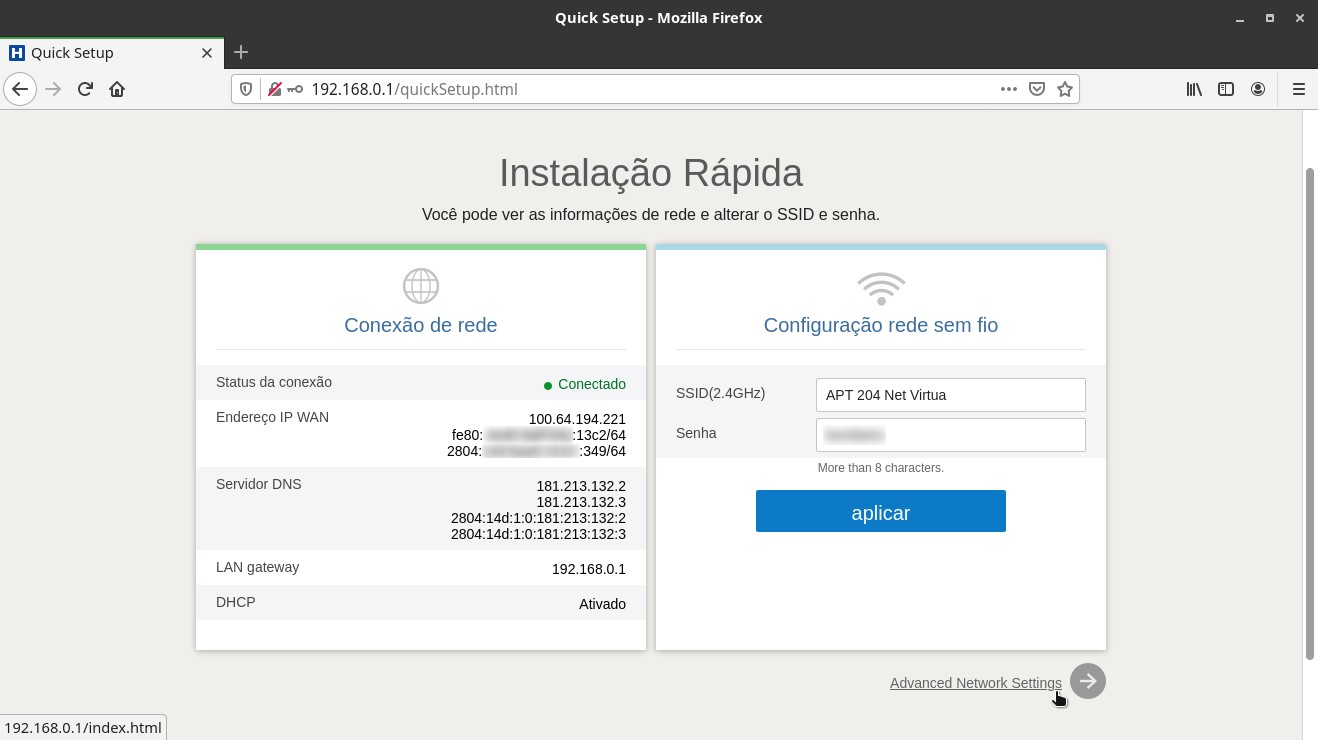 Quick Setup - Mozilla Firefox
Quick Setup
192.168.0.1/quickSetup.html
Instalação Rápida
Você pode ver as informações de rede e alterar o SSID e senha.
Conexão de rede
Status da conexão Conectado
Endereço IP WAN 100.64.194.221
fe80: :13c2/64
2804: :349/64
Servidor DNS 181.213.132.2
181.213.132.3
2804:14d:1:0:181:213:132:2
2804:14d:1:0:181:213:132:3
LAN gateway 192.168.0.1
DHCP Ativado
Configuração rede sem fio
SSID(2.4GHz) APT 204 Net Virtua
Senha
More than 8 characters.
aplicar
Advanced Network Settings
192.168.0.1/index.html